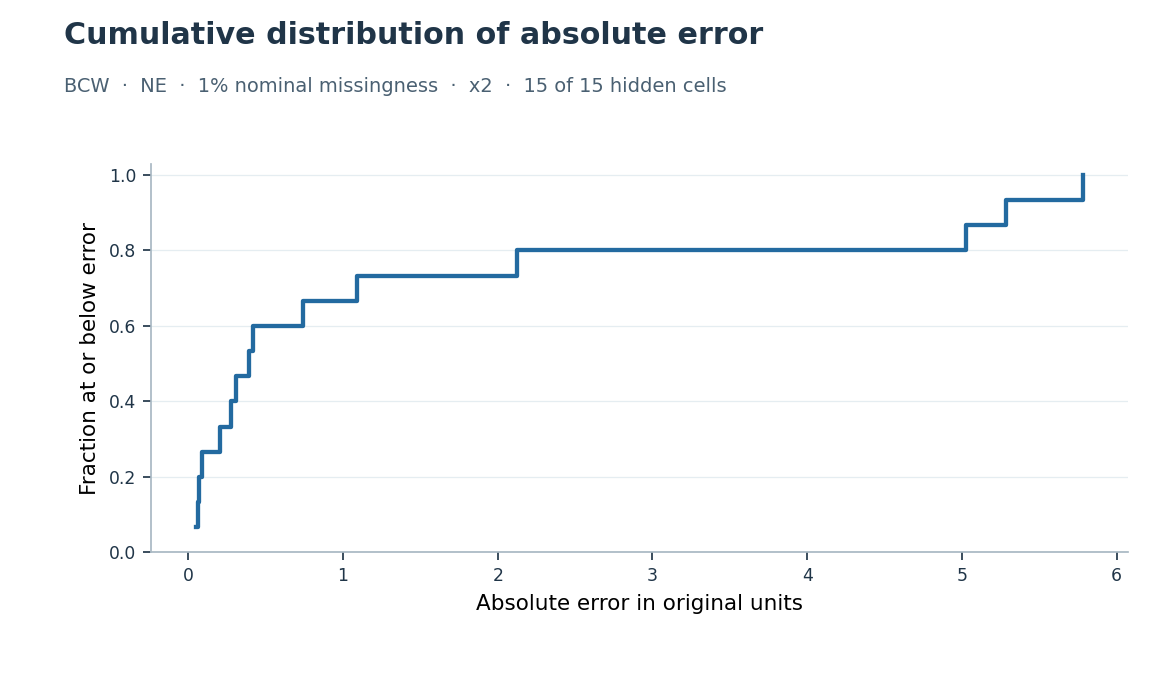 Cumulative distribution of absolute error
BCW · NE · 1% nominal missingness · x2 · 15 of 15 hidden cells
Fraction at or below error
1.0
0.8
0.6
0.4
0.2
0.0
0 1 2 3 4 5 6
Absolute error in original units